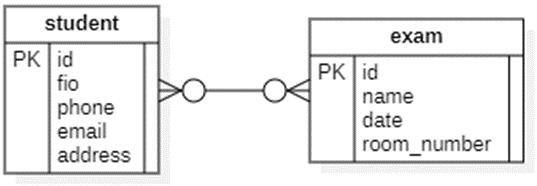 student
PK id
fio
phone
email
address
exam
PK id
name
date
room_number